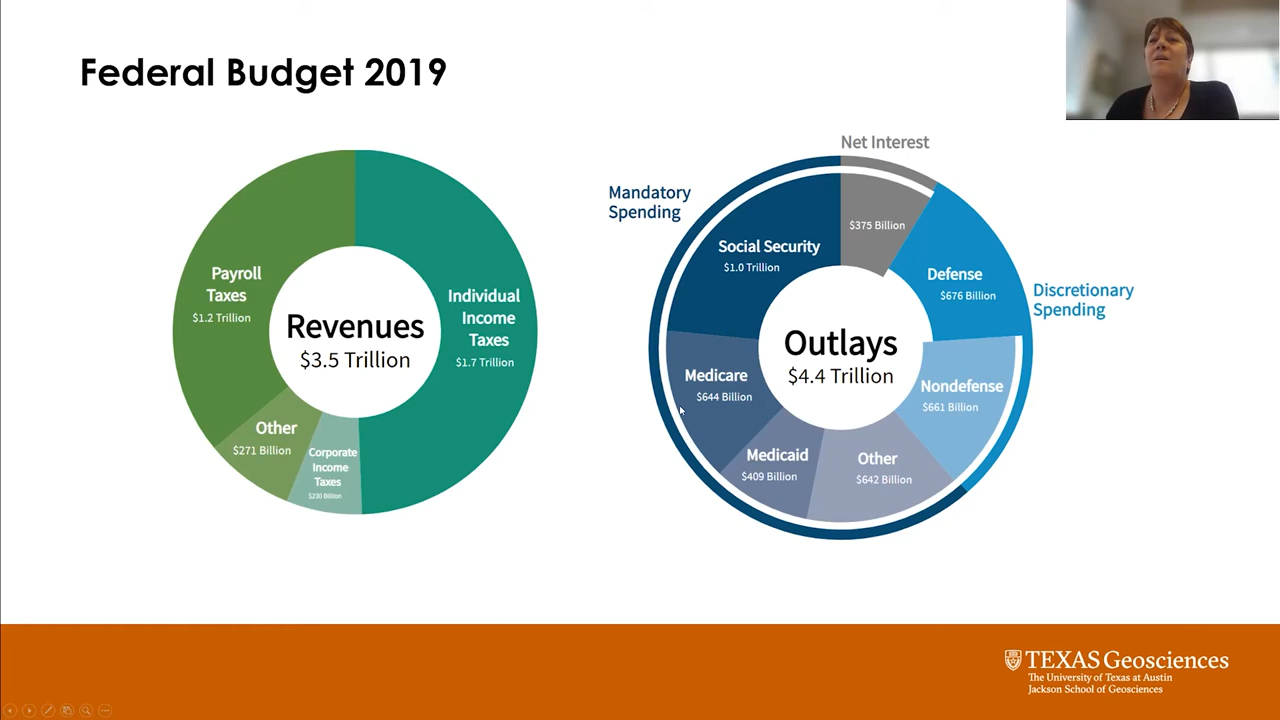 Federal Budget 2019
Payroll
Taxes
$1.2 Trillion
Individual
Income
Taxes
$1.7 Trillion
Revenues
$3.5 Trillion
Other
$271 Billion
Corporate
Income
Taxes
$230 Billion
Net Interest
$375 Billion
Mandatory
Spending
Social Security
$1.0 Trillion
Defense
$676 Billion
Discretionary
Spending
Outlays
$4.4 Trillion
Medicare
$644 Billion
Nondefense
$661 Billion
Medicaid
$409 Billion
Other
$642 Billion
TEXAS Geosciences
The University of Texas at Austin
Jackson School of Geosciences